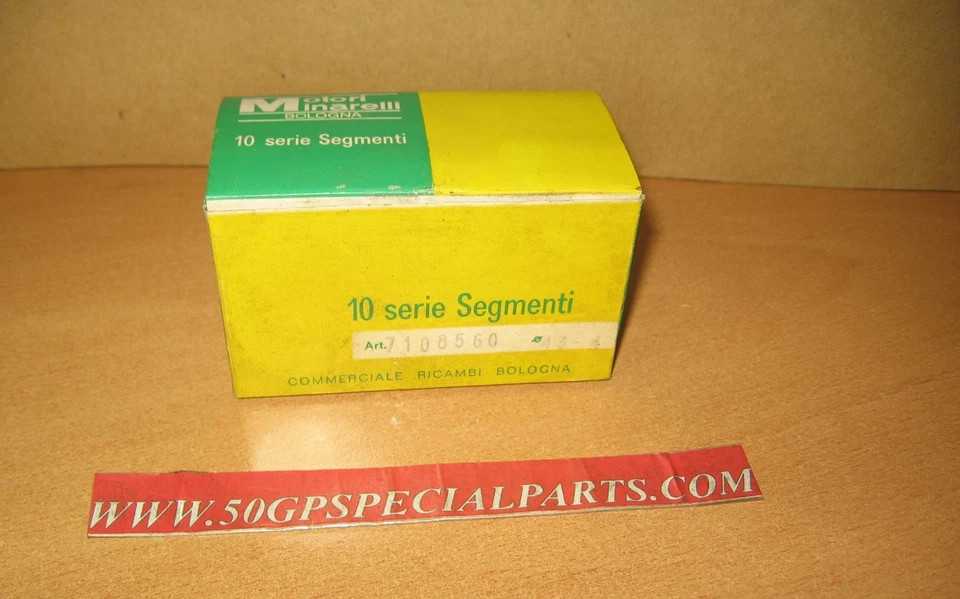 Motori
Minarelli
BOLOGNA
10 serie Segmenti
10 serie Segmenti
Art. 7108560 ø
COMMERCIALE RICAMBI BOLOGNA
WWW.50GPSPECIALPARTS.COM